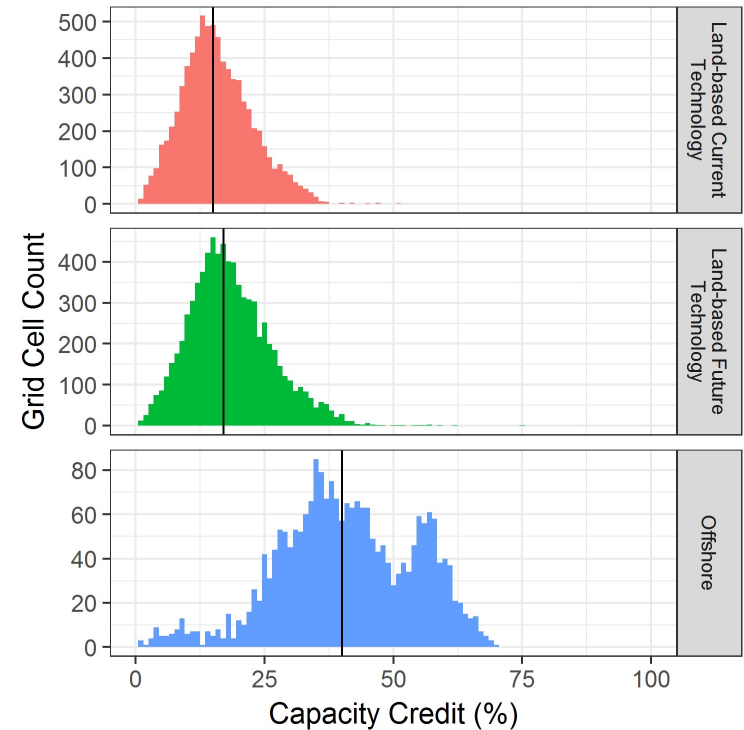 500
400
300
200
100
0
Land-based Current
Technology
400
300
200
100
0
Land-based Future
Technology
80
60
40
20
0
Offshore
0 25 50 75 100
Capacity Credit (%)
Grid Cell Count